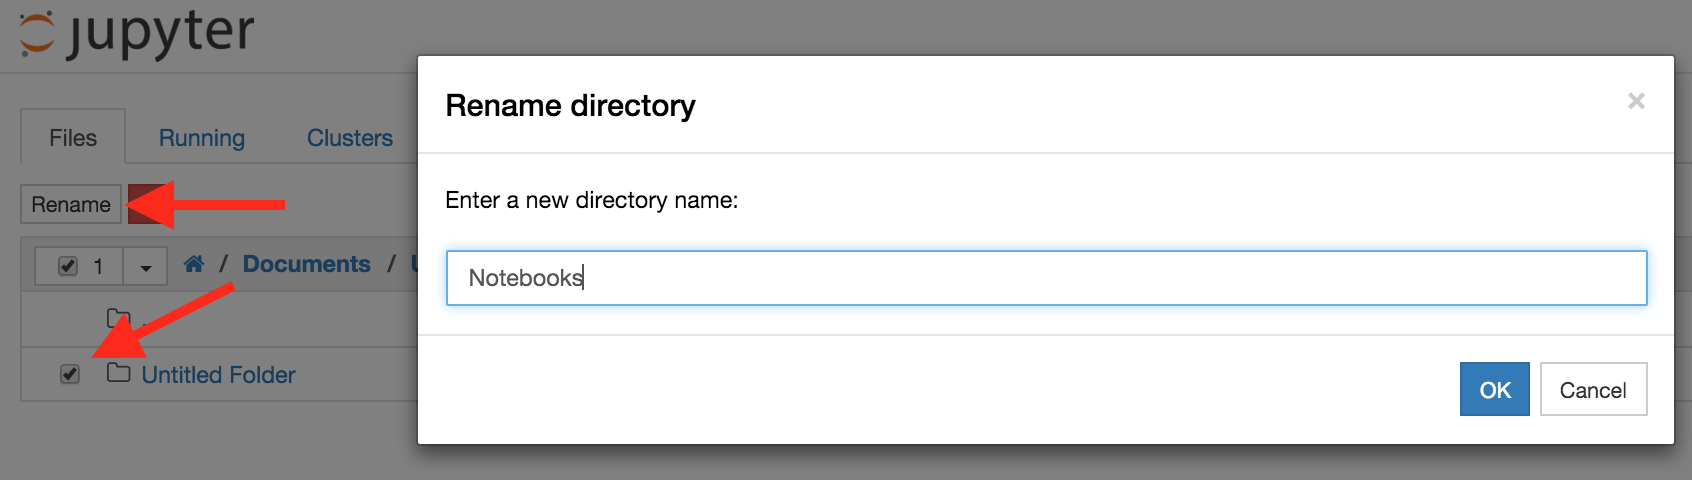 jupyter
Files Running Clusters
Rename
1 / Documents /
Untitled Folder
Rename directory
×
Enter a new directory name:
Notebooks
OK Cancel